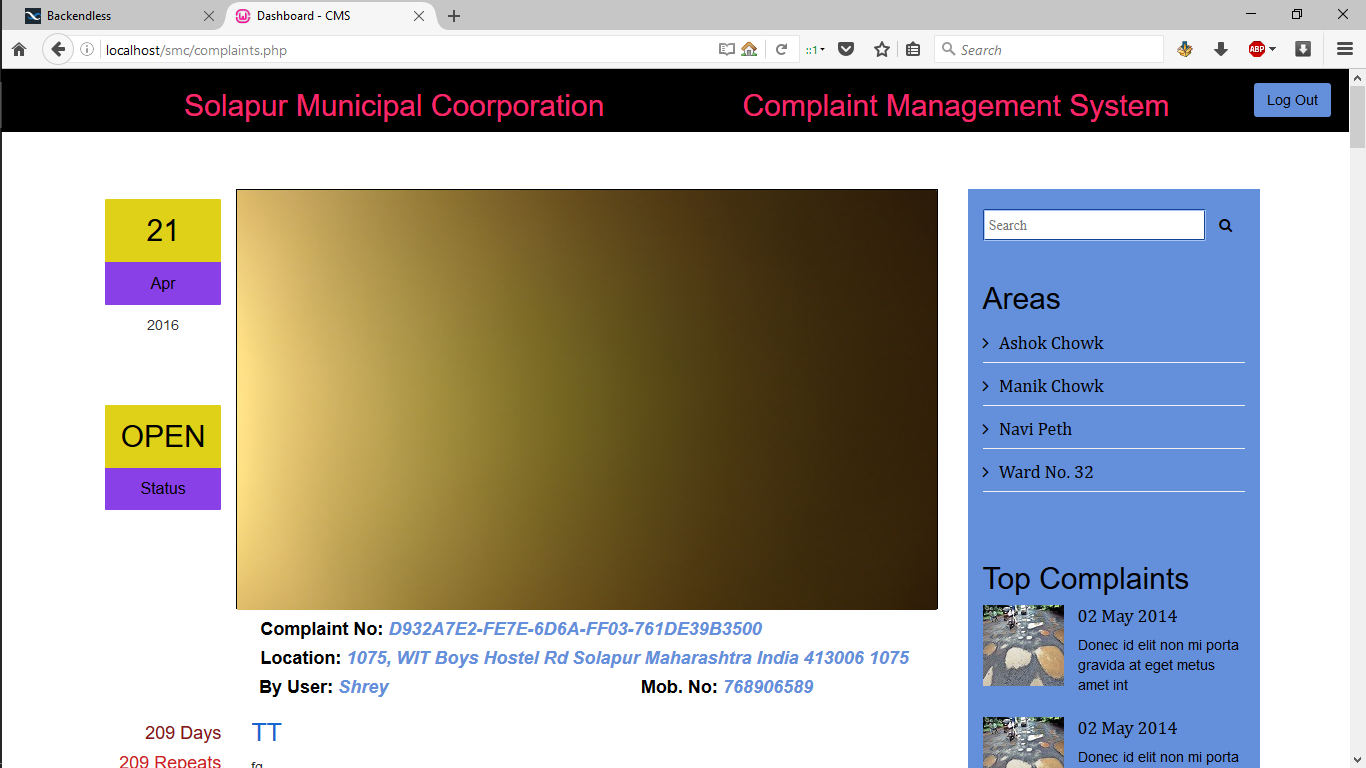 Backendless
Dashboard - CMS
localhost/smc/complaints.php
::1
Search
ABP
Solapur Municipal Coorporation
Complaint Management System
Log Out
21
Apr
2016
OPEN
Status
Complaint No: D932A7E2-FE7E-6D6A-FF03-761DE39B3500
Location: 1075, WIT Boys Hostel Rd Solapur Maharashtra India 413006 1075
By User: Shrey
Mob. No: 768906589
209 Days
TT
209 Repeats
fg
Search
Areas
Ashok Chowk
Manik Chowk
Navi Peth
Ward No. 32
Top Complaints
02 May 2014
Donec id elit non mi porta
gravida at eget metus
amet int
02 May 2014
Donec id elit non mi porta